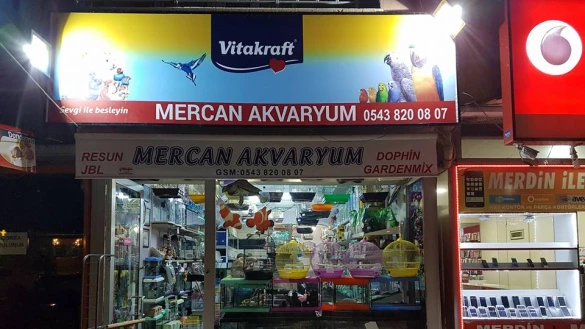 Vitakraft
Sevgi ile besleyin
MERCAN AKVARYUM 0543 820 08 07
RESUN
JBL
MERCAN AKVARYUM
GSM:0543 820 08 07
DOPHIN
GARDENMIX
MERDİN İLE
MERDİN